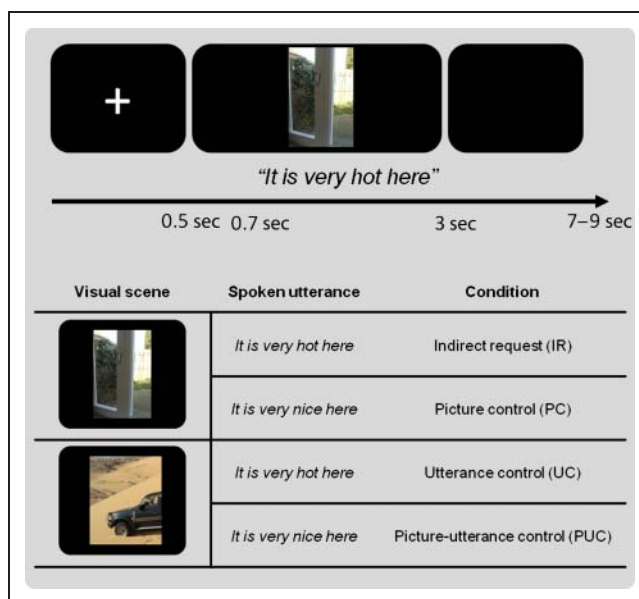 +
“It is very hot here”
0.5 sec 0.7 sec 3 sec 7–9 sec
Visual scene Spoken utterance Condition
It is very hot here Indirect request (IR)
It is very nice here Picture control (PC)
It is very hot here Utterance control (UC)
It is very nice here Picture-utterance control (PUC)